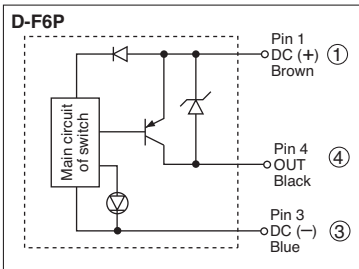 D-F6P
Pin 1
DC (+)
Brown
①
Main circuit
of switch
Pin 4
OUT
Black
④
Pin 3
DC (−)
Blue
③